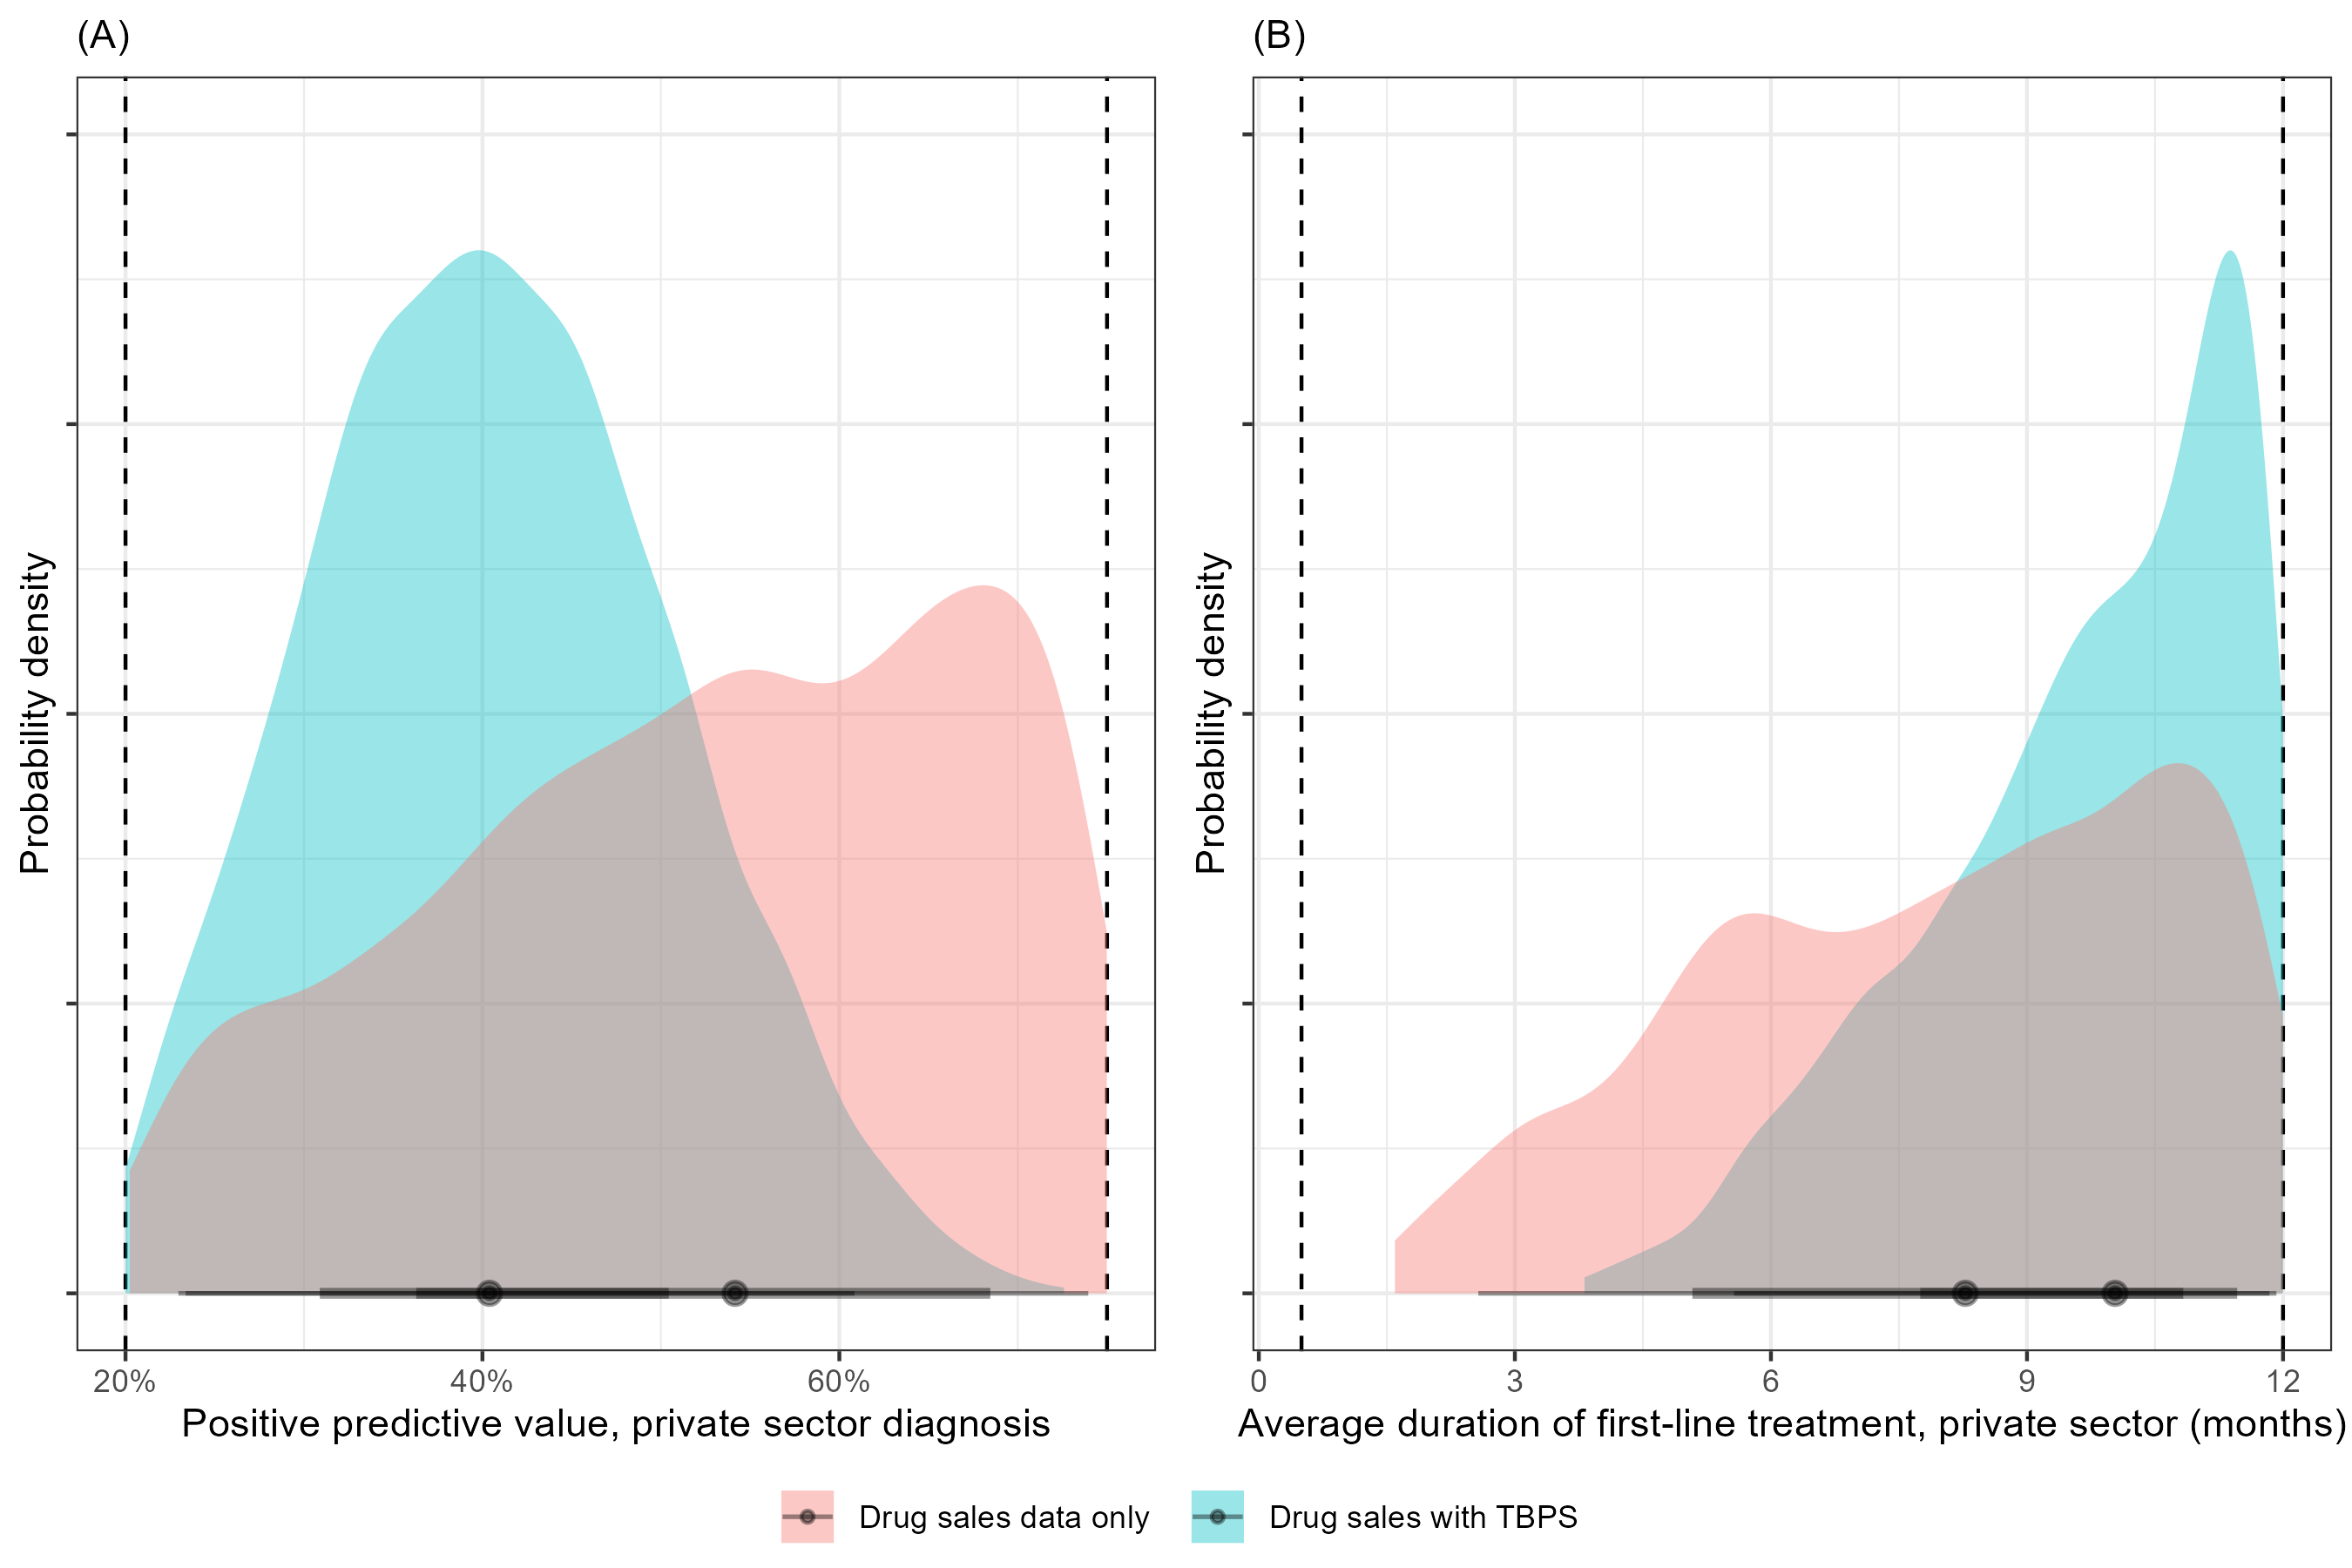 (A)
(B)
Probability density
Probability density
20% 40% 60%
0 3 6 9 12
Positive predictive value, private sector diagnosis
Average duration of first-line treatment, private sector (months)
Drug sales data only
Drug sales with TBPS